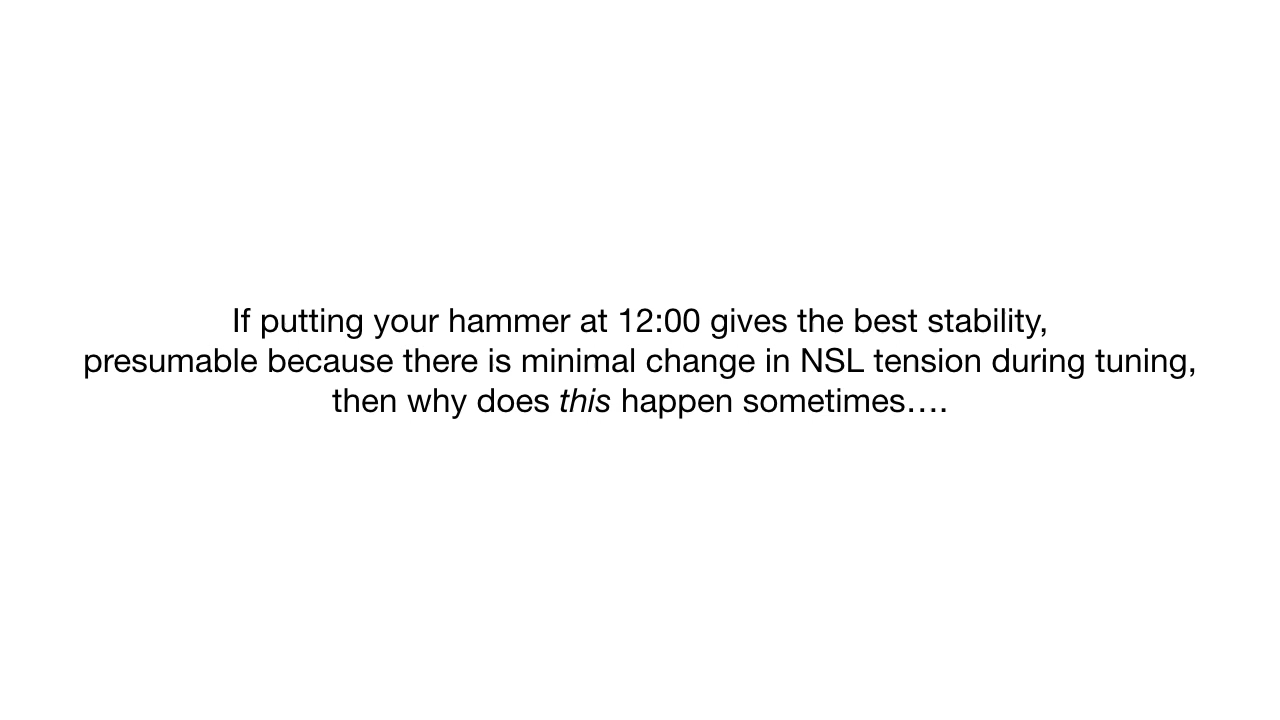 If putting your hammer at 12:00 gives the best stability,
presumable because there is minimal change in NSL tension during tuning,
then why does this happen sometimes….